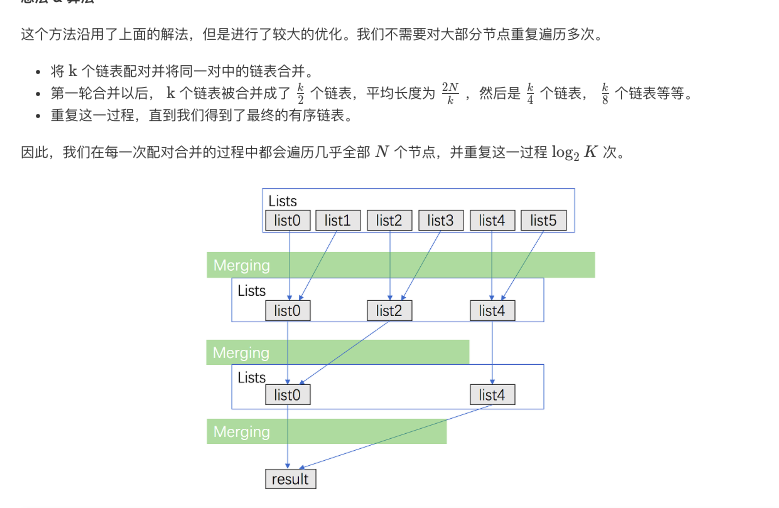 这个方法沿用了上面的解法，但是进行了较大的优化。我们不需要对大部分节点重复遍历多次。
• 将 k 个链表配对并将同一对中的链表合并。
• 第一轮合并以后， k 个链表被合并成了 k/2 个链表，平均长度为 2N/k ，然后是 k/4 个链表， k/8 个链表等等。
• 重复这一过程，直到我们得到了最终的有序链表。
因此，我们在每一次配对合并的过程中都会遍历几乎全部 N 个节点，并重复这一过程 log₂ K 次。
Lists
list0 list1 list2 list3 list4 list5
Merging
Lists
list0 list2 list4
Merging
Lists
list0 list4
Merging
result